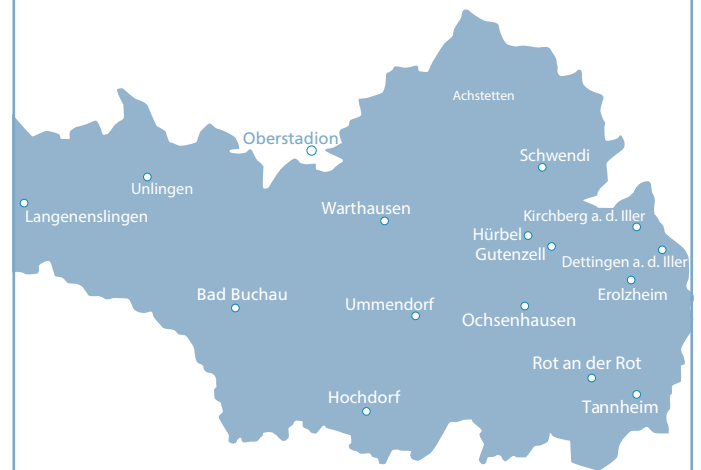 Achstetten
Oberstadion
Schwendi
Unlingen
Langenenslingen
Warthausen
Kirchberg a. d. Iller
Hürbel
Gutenzell
Dettingen a. d. Iller
Bad Buchau
Erolzheim
Ummendorf
Ochsenhausen
Rot an der Rot
Hochdorf
Tannheim